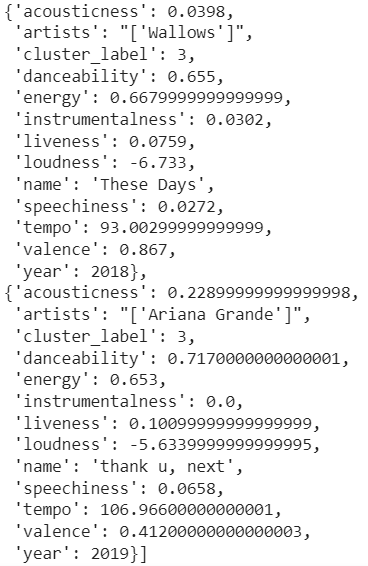 {'acousticness': 0.0398,
 'artists': "['Wallows']",
 'cluster_label': 3,
 'danceability': 0.655,
 'energy': 0.6679999999999999,
 'instrumentalness': 0.0302,
 'liveness': 0.0759,
 'loudness': -6.733,
 'name': 'These Days',
 'speechiness': 0.0272,
 'tempo': 93.00299999999999,
 'valence': 0.867,
 'year': 2018},
{'acousticness': 0.22899999999999998,
 'artists': "['Ariana Grande']",
 'cluster_label': 3,
 'danceability': 0.7170000000000001,
 'energy': 0.653,
 'instrumentalness': 0.0,
 'liveness': 0.10099999999999999,
 'loudness': -5.6339999999999995,
 'name': 'thank u, next',
 'speechiness': 0.0658,
 'tempo': 106.96600000000001,
 'valence': 0.41200000000000003,
 'year': 2019}]